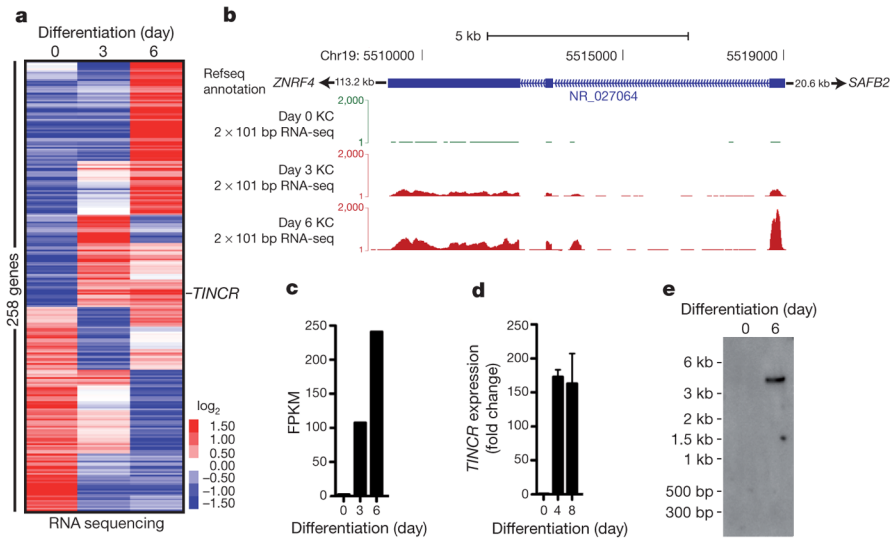 a
Differentiation (day)
0 3 6
258 genes
TINCR
log2
1.50
1.00
0.50
0.00
−0.50
−1.00
−1.50
RNA sequencing
b
5 kb
Chr19: 5510000 5515000 5519000
Refseq
annotation
ZNRF4 113.2 kb 20.6 kb SAFB2
NR_027064
Day 0 KC
2 × 101 bp RNA-seq
2,000
1
Day 3 KC
2 × 101 bp RNA-seq
2,000
1
Day 6 KC
2 × 101 bp RNA-seq
2,000
1
c
FPKM
250
200
150
100
50
0
0 3 6
Differentiation (day)
d
TINCR expression
(fold change)
250
200
150
100
50
0
0 4 8
Differentiation (day)
e
Differentiation (day)
0 6
6 kb
3 kb
2 kb
1.5 kb
1 kb
500 bp
300 bp